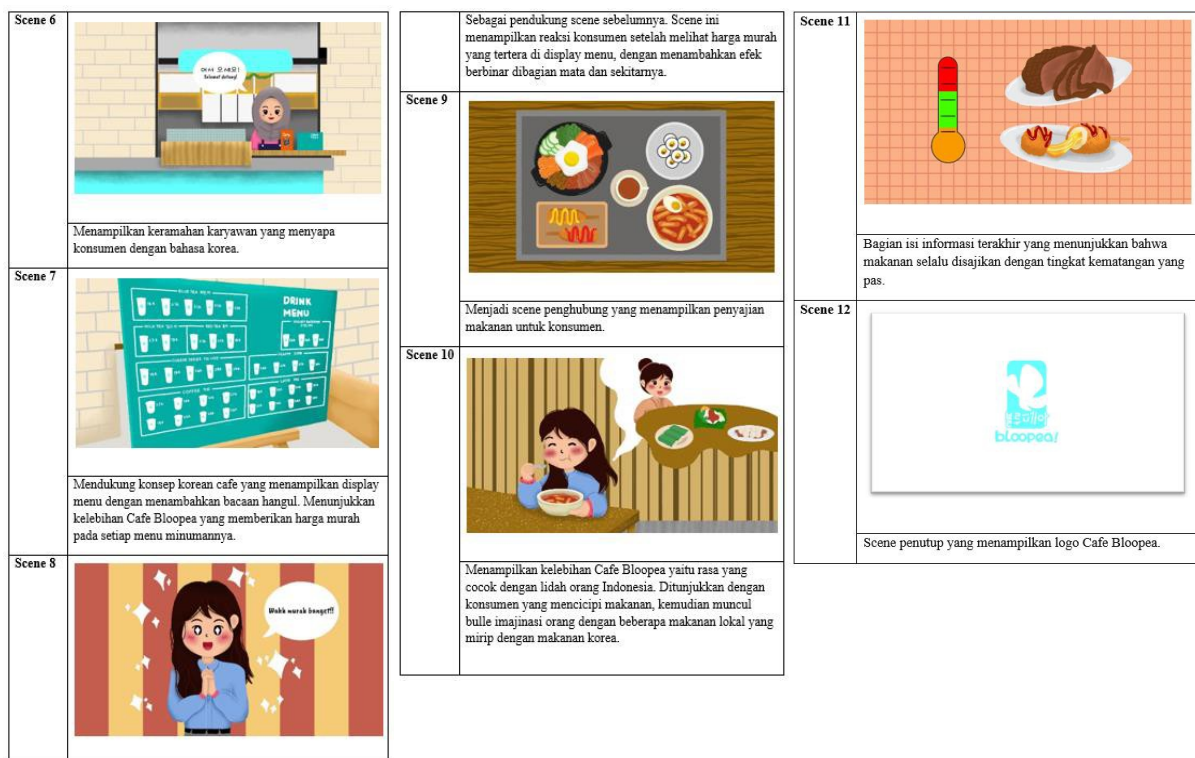 Scene 6
어서 오세요!
Selamat datang!
Menampilkan keramahan karyawan yang menyapa
konsumen dengan bahasa korea.
Scene 7
DRINK
MENU
Mendukung konsep korean cafe yang menampilkan display
menu dengan menambahkan bacaan hangul. Menunjukkan
kelebihan Cafe Bloopea yang memberikan harga murah
pada setiap menu minumannya.
Scene 8
Wahh murah banget!!
Sebagai pendukung scene sebelumnya. Scene ini
menampilkan reaksi konsumen setelah melihat harga murah
yang tertera di display menu, dengan menambahkan efek
berbinar dibagian mata dan sekitarnya.
Scene 9
Menjadi scene penghubung yang menampilkan penyajian
makanan untuk konsumen.
Scene 10
Menampilkan kelebihan Cafe Bloopea yaitu rasa yang
cocok dengan lidah orang Indonesia. Ditunjukkan dengan
konsumen yang mencicipi makanan, kemudian muncul
bulle imajinasi orang dengan beberapa makanan lokal yang
mirip dengan makanan korea.
Scene 11
Bagian isi informasi terakhir yang menunjukkan bahwa
makanan selalu disajikan dengan tingkat kematangan yang
pas.
Scene 12
bloopea!
Scene penutup yang menampilkan logo Cafe Bloopea.